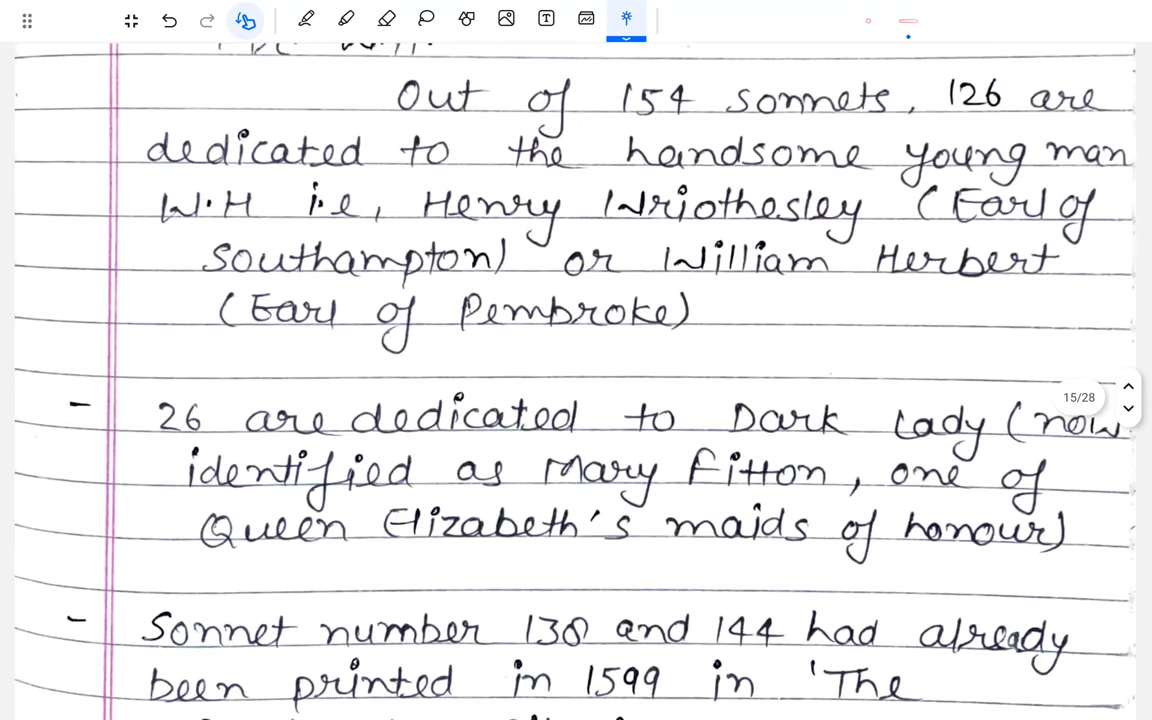 Out of 154 sonnets, 126 are
dedicated to the handsome young man
W.H i.e, Henry Wriothesley (Earl of
Southampton) or William Herbert
(Earl of Pembroke)
15/28
- 26 are dedicated to Dark Lady (now
identified as Mary Fitton, one of
Queen Elizabeth's maids of honour)
- Sonnet number 138 and 144 had already
been printed in 1599 in 'The